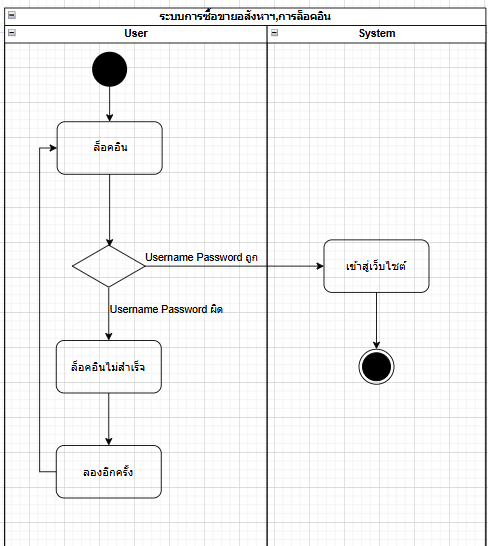 ระบบการซื้อขายอสังหาฯ,การล็อคอิน
User
System
ล็อคอิน
Username Password ถูก
เข้าสู่เว็บไซต์
Username Password ผิด
ล็อคอินไม่สำเร็จ
ลองอีกครั้ง